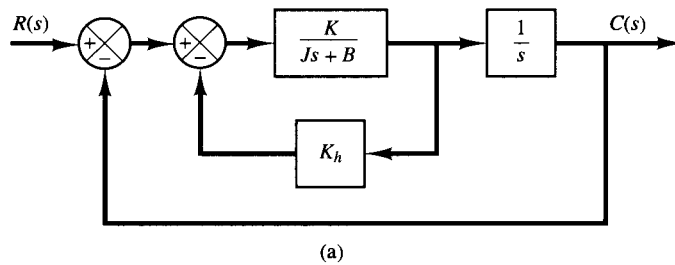 R(s) + − + − K/(Js + B) 1/s C(s)
K_h
(a)